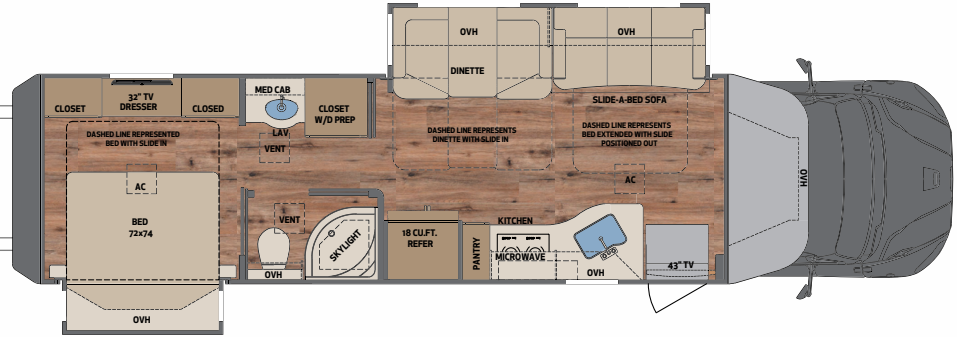 OVH
OVH
DINETTE
32" TV
DRESSER
CLOSET
CLOSED
MED CAB
CLOSET
W/D PREP
SLIDE-A-BED SOFA
LAV
VENT
DASHED LINE REPRESENTED
BED WITH SLIDE IN
DASHED LINE REPRESENTS
DINETTE WITH SLIDE IN
DASHED LINE REPRESENTS
BED EXTENDED WITH SLIDE
POSITIONED OUT
AC
AC
OVH
BED
72x74
VENT
SKYLIGHT
18 CU.FT.
REFER
PANTRY
KITCHEN
MICROWAVE
OVH
OVH
43" TV
OVH